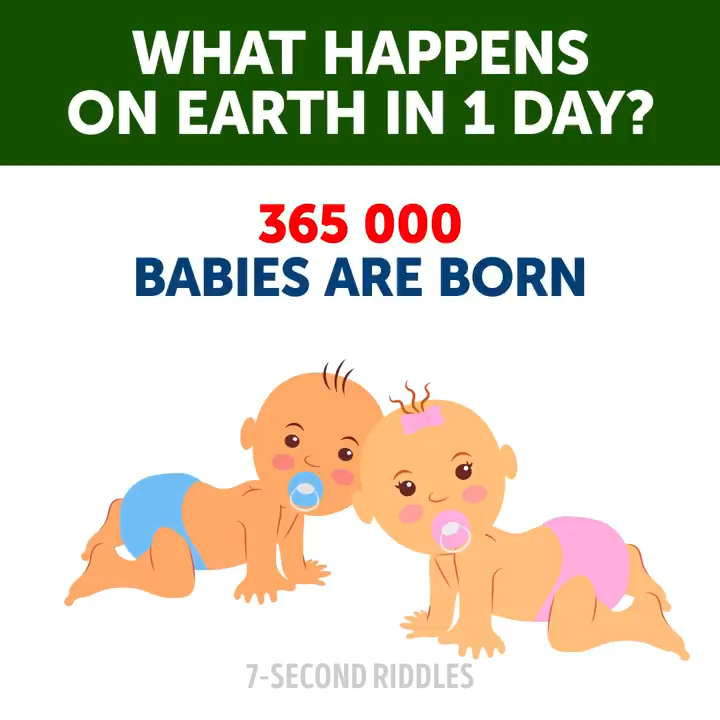 WHAT HAPPENS
ON EARTH IN 1 DAY?
365 000
BABIES ARE BORN
7-SECOND RIDDLES